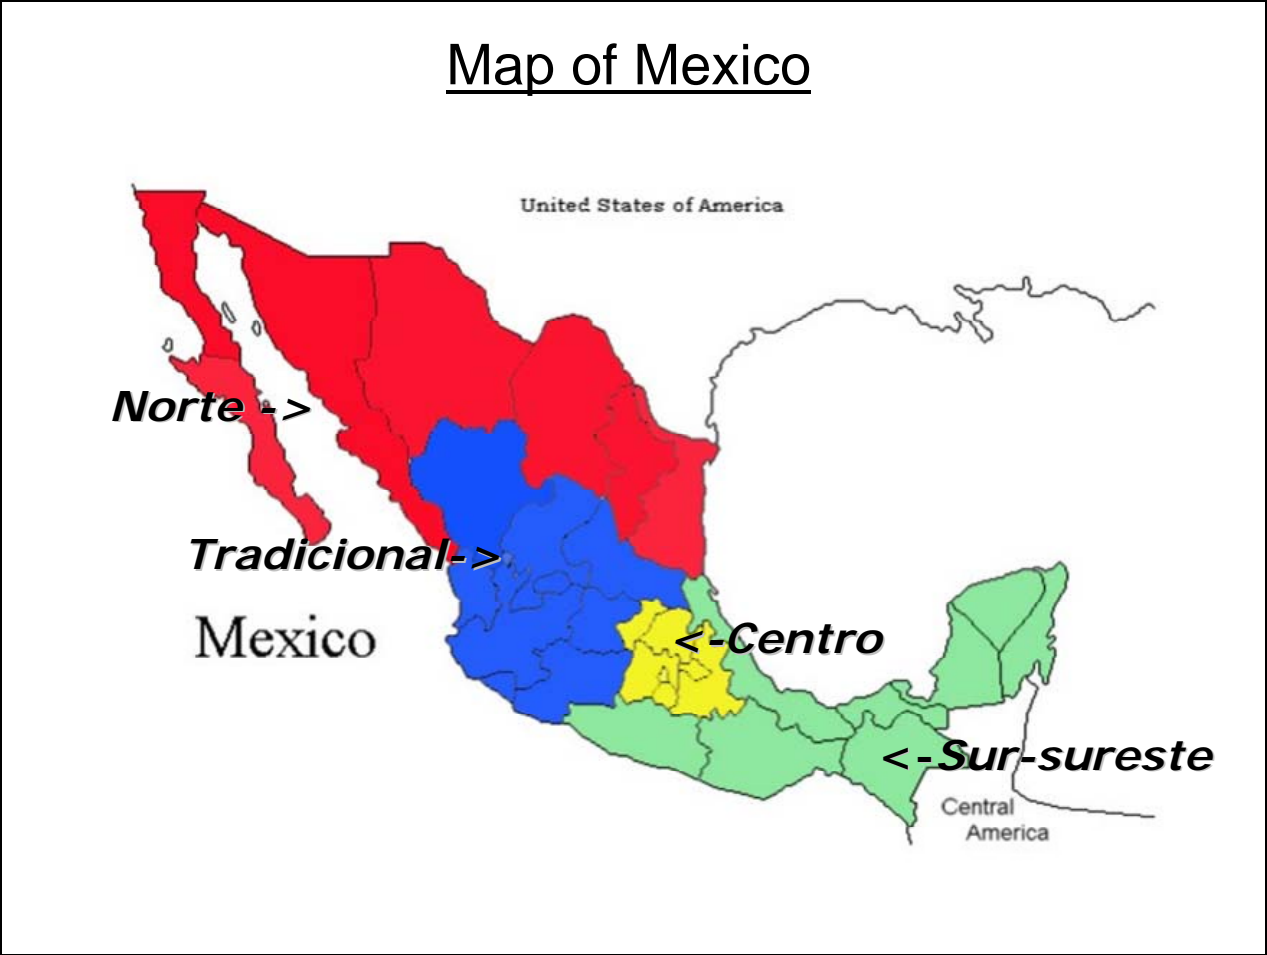 Map of Mexico
United States of America
Norte ->
Tradicional->
Mexico
<-Centro
<-Sur-sureste
Central
America